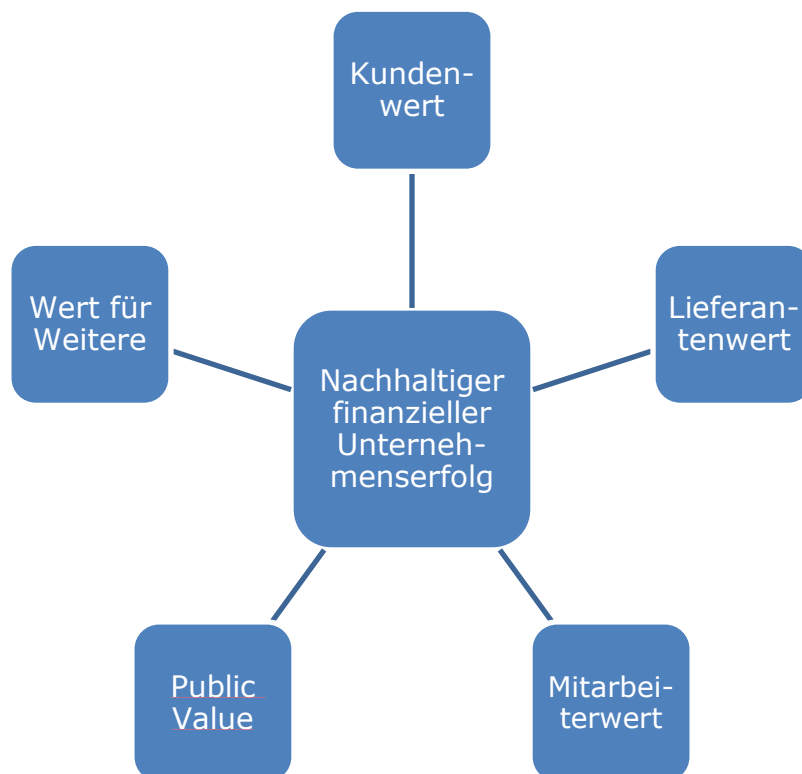 Kunden-
wert
Wert für
Weitere
Lieferan-
tenwert
Nachhaltiger
finanzieller
Unterneh-
menserfolg
Public
Value
Mitarbei-
terwert